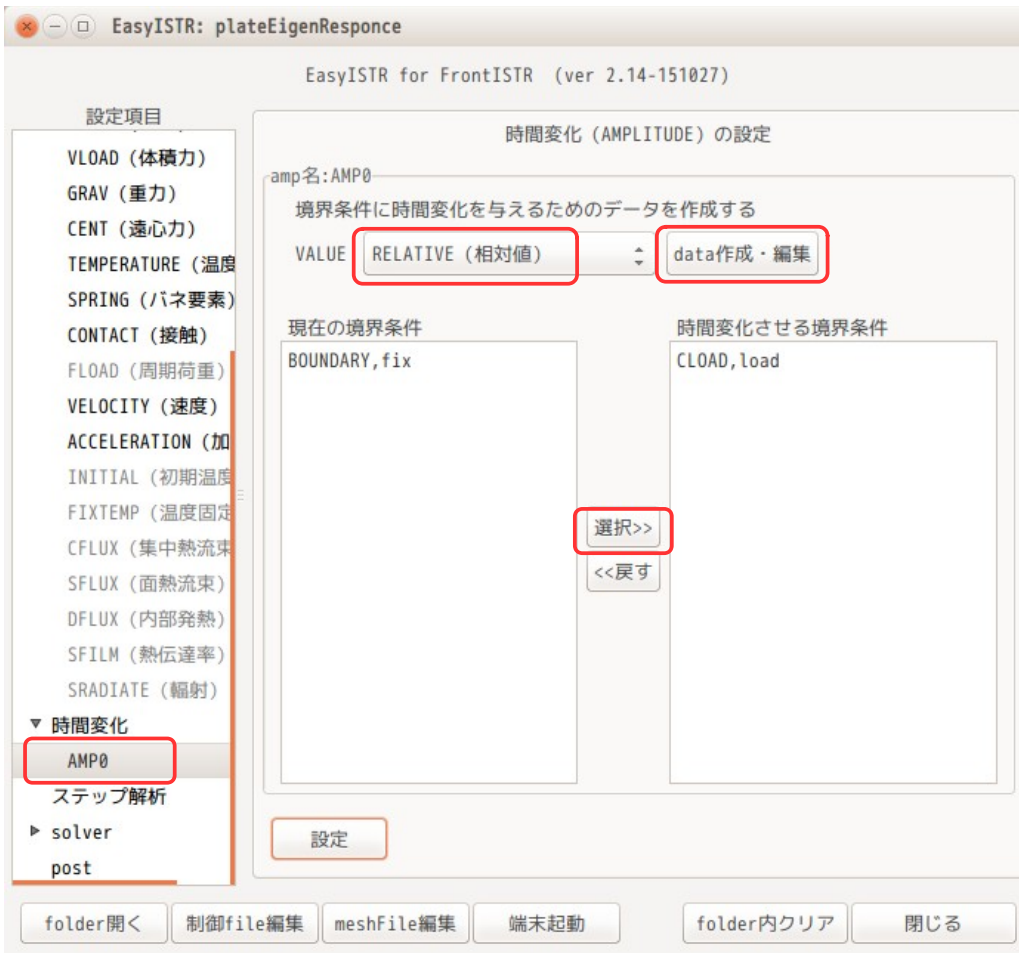 EasyISTR: plateEigenResponce
EasyISTR for FrontISTR (ver 2.14-151027)
設定項目
VLOAD (体積力)
GRAV (重力)
CENT (遠心力)
TEMPERATURE (温度
SPRING (バネ要素)
CONTACT (接触)
FLOAD (周期荷重)
VELOCITY (速度)
ACCELERATION (加
INITIAL (初期温度
FIXTEMP (温度固定
CFLUX (集中熱流束
SFLUX (面熱流束)
DFLUX (内部発熱)
SFILM (熱伝達率)
SRADIATE (輻射)
▼ 時間変化
AMP0
ステップ解析
▶ solver
post
時間変化 (AMPLITUDE) の設定
amp名:AMP0
境界条件に時間変化を与えるためのデータを作成する
VALUE RELATIVE (相対値) data作成・編集
現在の境界条件
BOUNDARY,fix
選択>>
<<戻す
時間変化させる境界条件
CLOAD,load
設定
folder開く 制御file編集 meshFile編集 端末起動 folder内クリア 閉じる